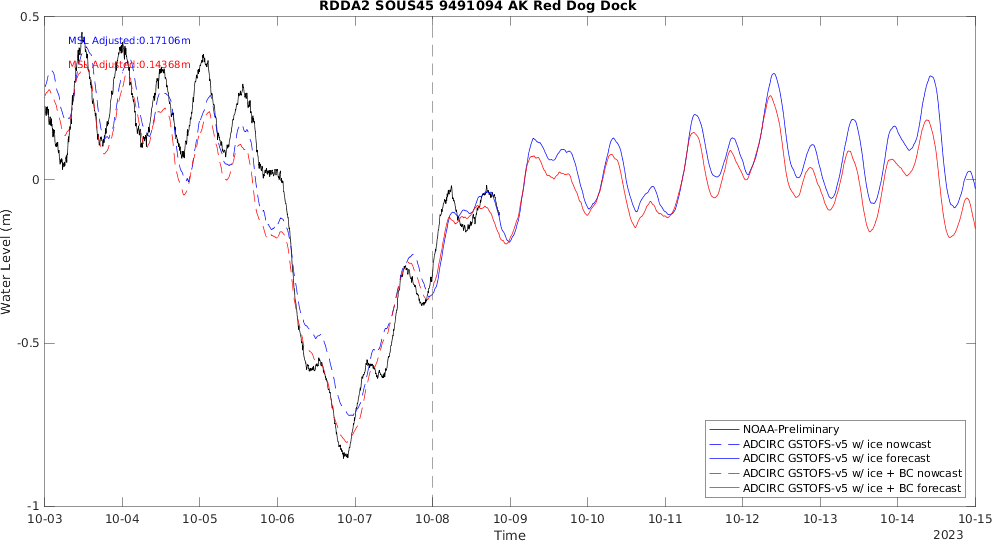 RDDA2 SOUS45 9491094 AK Red Dog Dock
MSL Adjusted:0.17106m
MSL Adjusted:0.14368m
Water Level (m)
0.5
0
-0.5
-1
NOAA-Preliminary
ADCIRC GSTOFS-v5 w/ ice nowcast
ADCIRC GSTOFS-v5 w/ ice forecast
ADCIRC GSTOFS-v5 w/ ice + BC nowcast
ADCIRC GSTOFS-v5 w/ ice + BC forecast
10-03 10-04 10-05 10-06 10-07 10-08 10-09 10-10 10-11 10-12 10-13 10-14 10-15
Time
2023